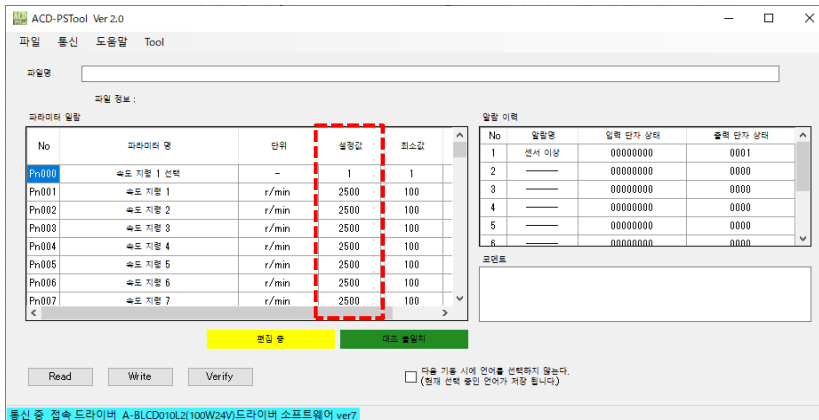 ACD-PSTool Ver 2.0
파일 통신 도움말 Tool
파일명
파일 정보 :
파라미터 일람
No 파라미터 명 단위 설정값 최소값
Pn000 속도 지령 1 선택 - 1 1
Pn001 속도 지령 1 r/min 2500 100
Pn002 속도 지령 2 r/min 2500 100
Pn003 속도 지령 3 r/min 2500 100
Pn004 속도 지령 4 r/min 2500 100
Pn005 속도 지령 5 r/min 2500 100
Pn006 속도 지령 6 r/min 2500 100
Pn007 속도 지령 7 r/min 2500 100
알람 이력
No 알람명 입력 단자 상태 출력 단자 상태
1 센서 이상 00000000 0001
2 ——— 00000000 0000
3 ——— 00000000 0000
4 ——— 00000000 0000
5 ——— 00000000 0000
6 ——— 00000000 0000
코멘트
편집 중 대조 불일치
Read Write Verify
다음 기동 시에 언어를 선택하지 않는다.
(현재 선택 중인 언어가 저장 됩니다)
통신 중 접속 드라이버 A-BLCD010L2(100W24V)드라이버 소프트웨어 ver7